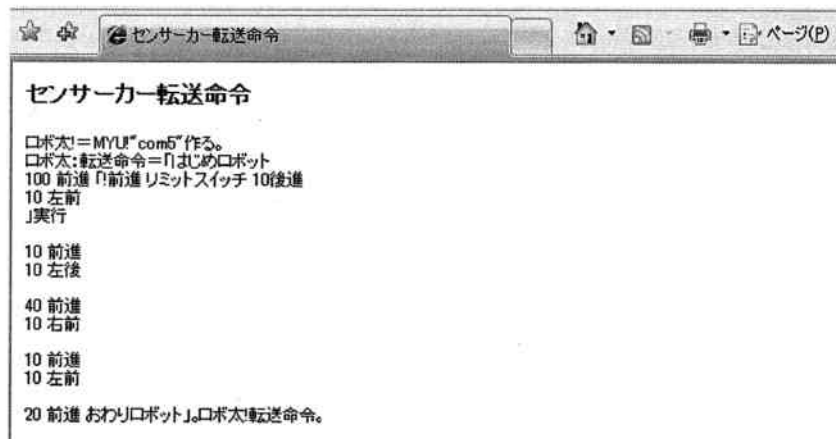 センサーカー転送命令
ページ(P)
センサーカー転送命令
ロボ太!=MYU!"com5"作る。
ロボ太:転送命令=「はじめロボット
100 前進 「!前進 リミットスイッチ 10後進
10 左前
」実行
10 前進
10 左後
40 前進
10 右前
10 前進
10 左前
20 前進 おわりロボット」。ロボ太!転送命令。